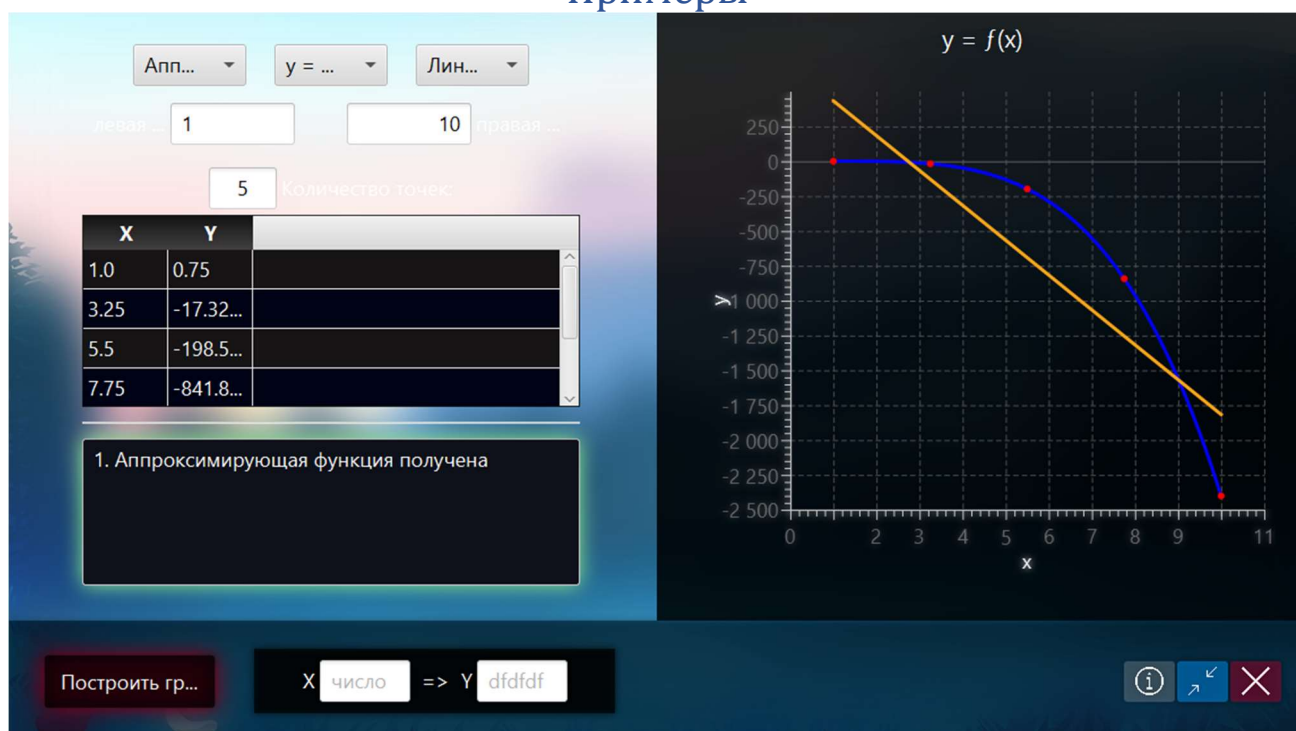 Примеры
Апп...
y = ...
Лин...
левая ...
1
10
правая ...
5
Количество точек:
X Y
1.0 0.75
3.25 -17.32...
5.5 -198.5...
7.75 -841.8...
1. Аппроксимирующая функция получена
Построить гр...
X число => Y dfdfdf
y = f(x)
250
0
-250
-500
-750
-1 000
-1 250
-1 500
-1 750
-2 000
-2 250
-2 500
y
0 2 3 4 5 6 7 8 9 11
x